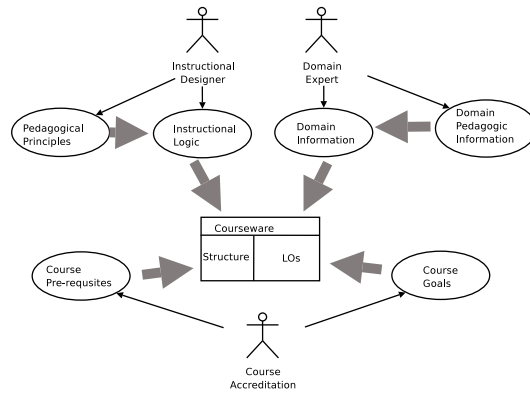 Instructional
Designer
Domain
Expert
Pedagogical
Principles
Instructional
Logic
Domain
Information
Domain
Pedagogic
Information
Courseware
Structure
LOs
Course
Pre-requsites
Course
Goals
Course
Accreditation